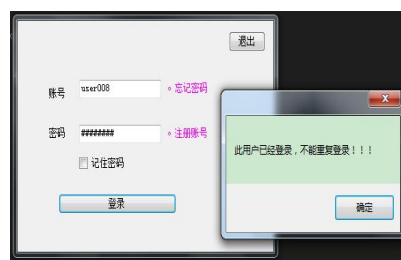 退出
账号 user008 。忘记密码
密码 ######## 。注册账号
记住密码
登录
此用户已经登录，不能重复登录！！！
确定